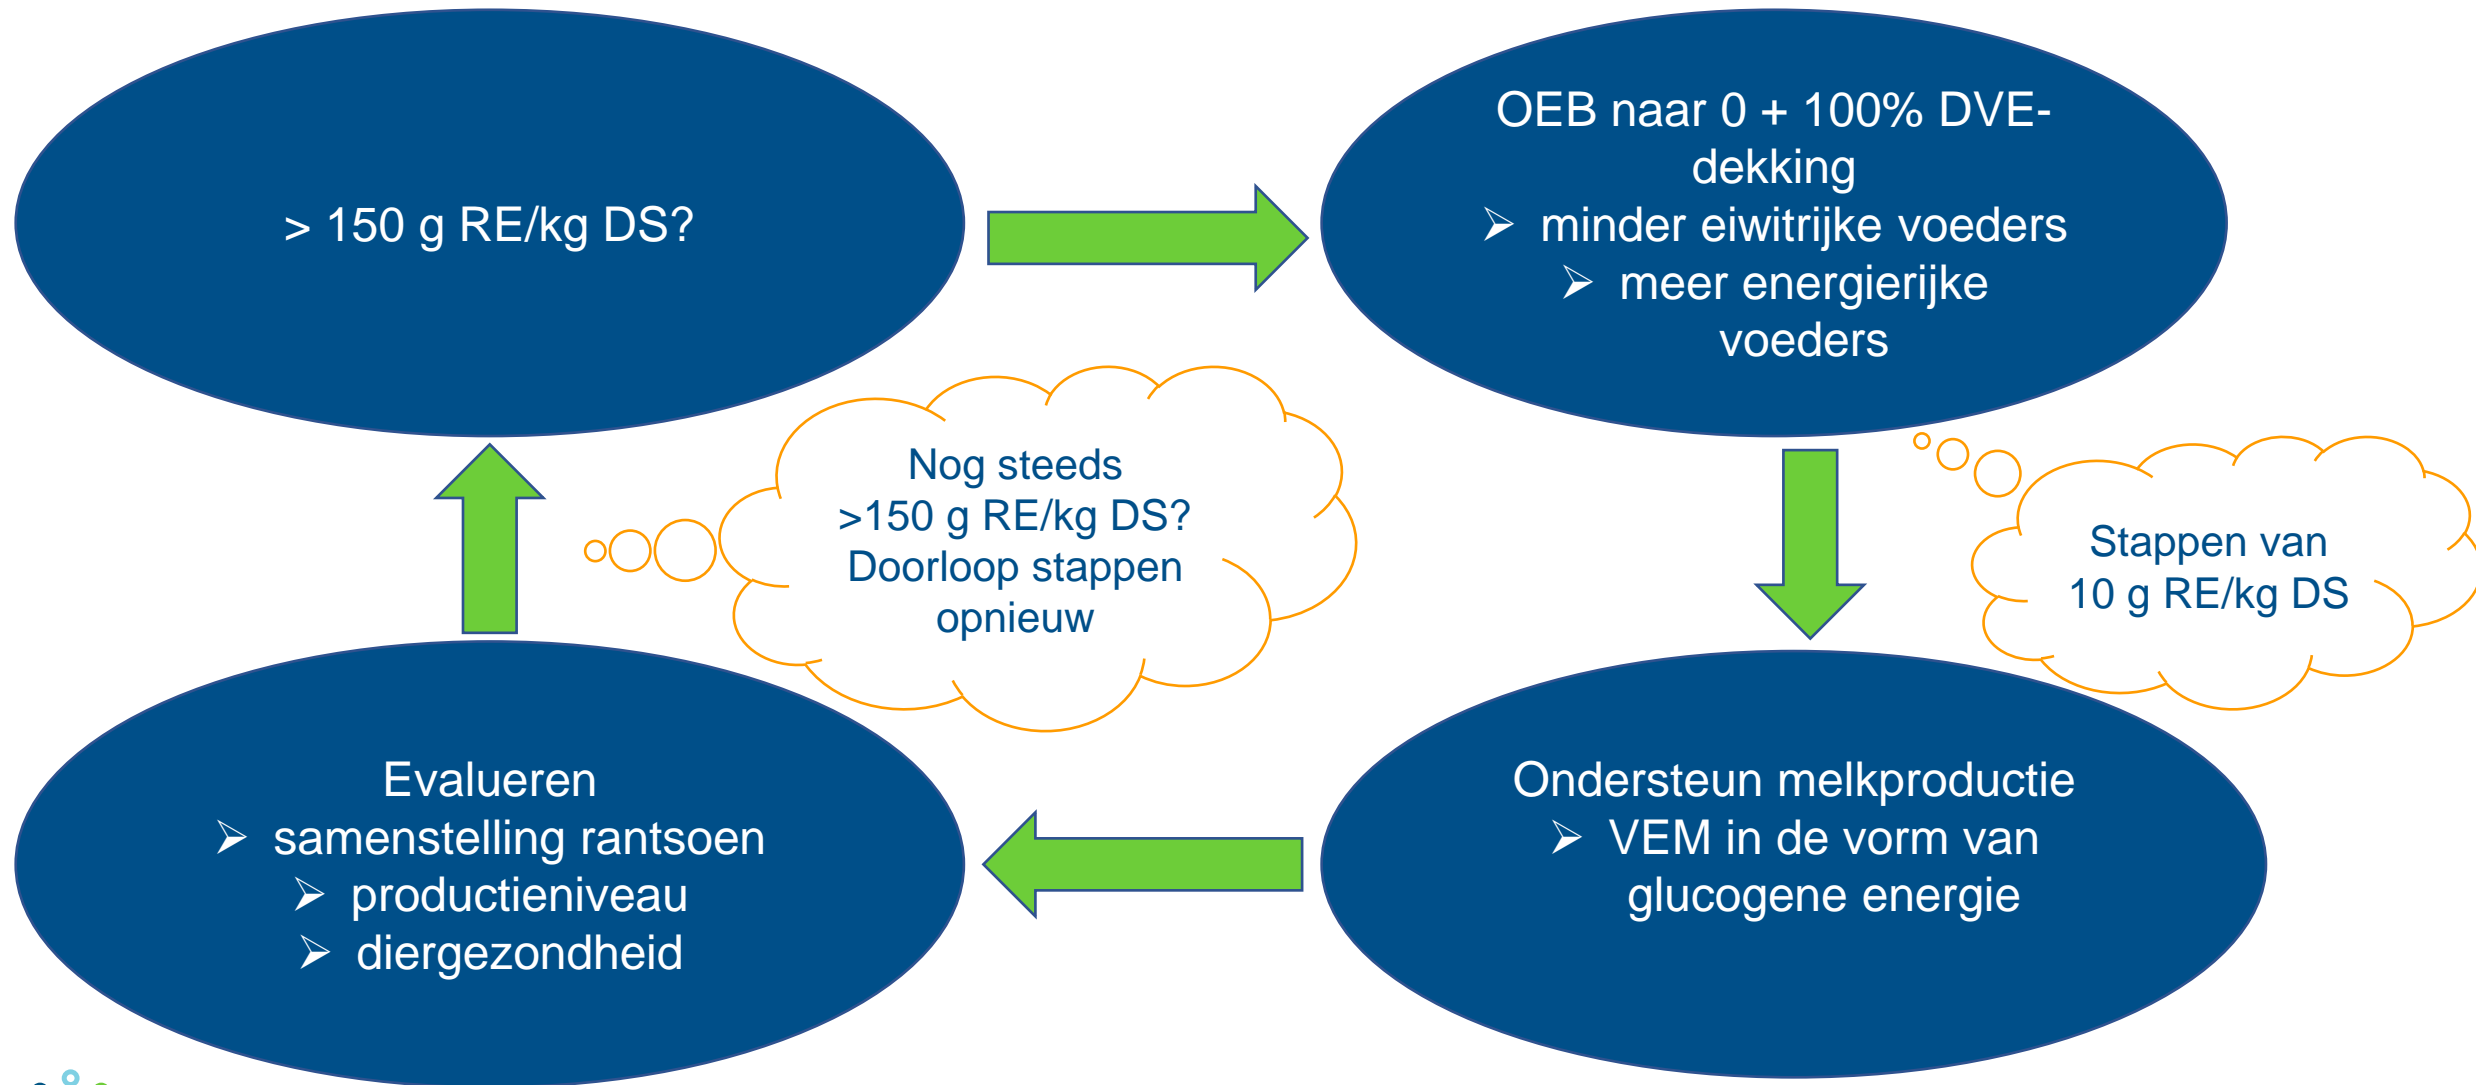 > 150 g RE/kg DS?
OEB naar 0 + 100% DVE-
dekking
➢ minder eiwitrijke voeders
➢ meer energierijke
voeders
Nog steeds
>150 g RE/kg DS?
Doorloop stappen
opnieuw
Stappen van
10 g RE/kg DS
Evalueren
➢ samenstelling rantsoen
➢ productieniveau
➢ diergezondheid
Ondersteun melkproductie
➢ VEM in de vorm van
glucogene energie